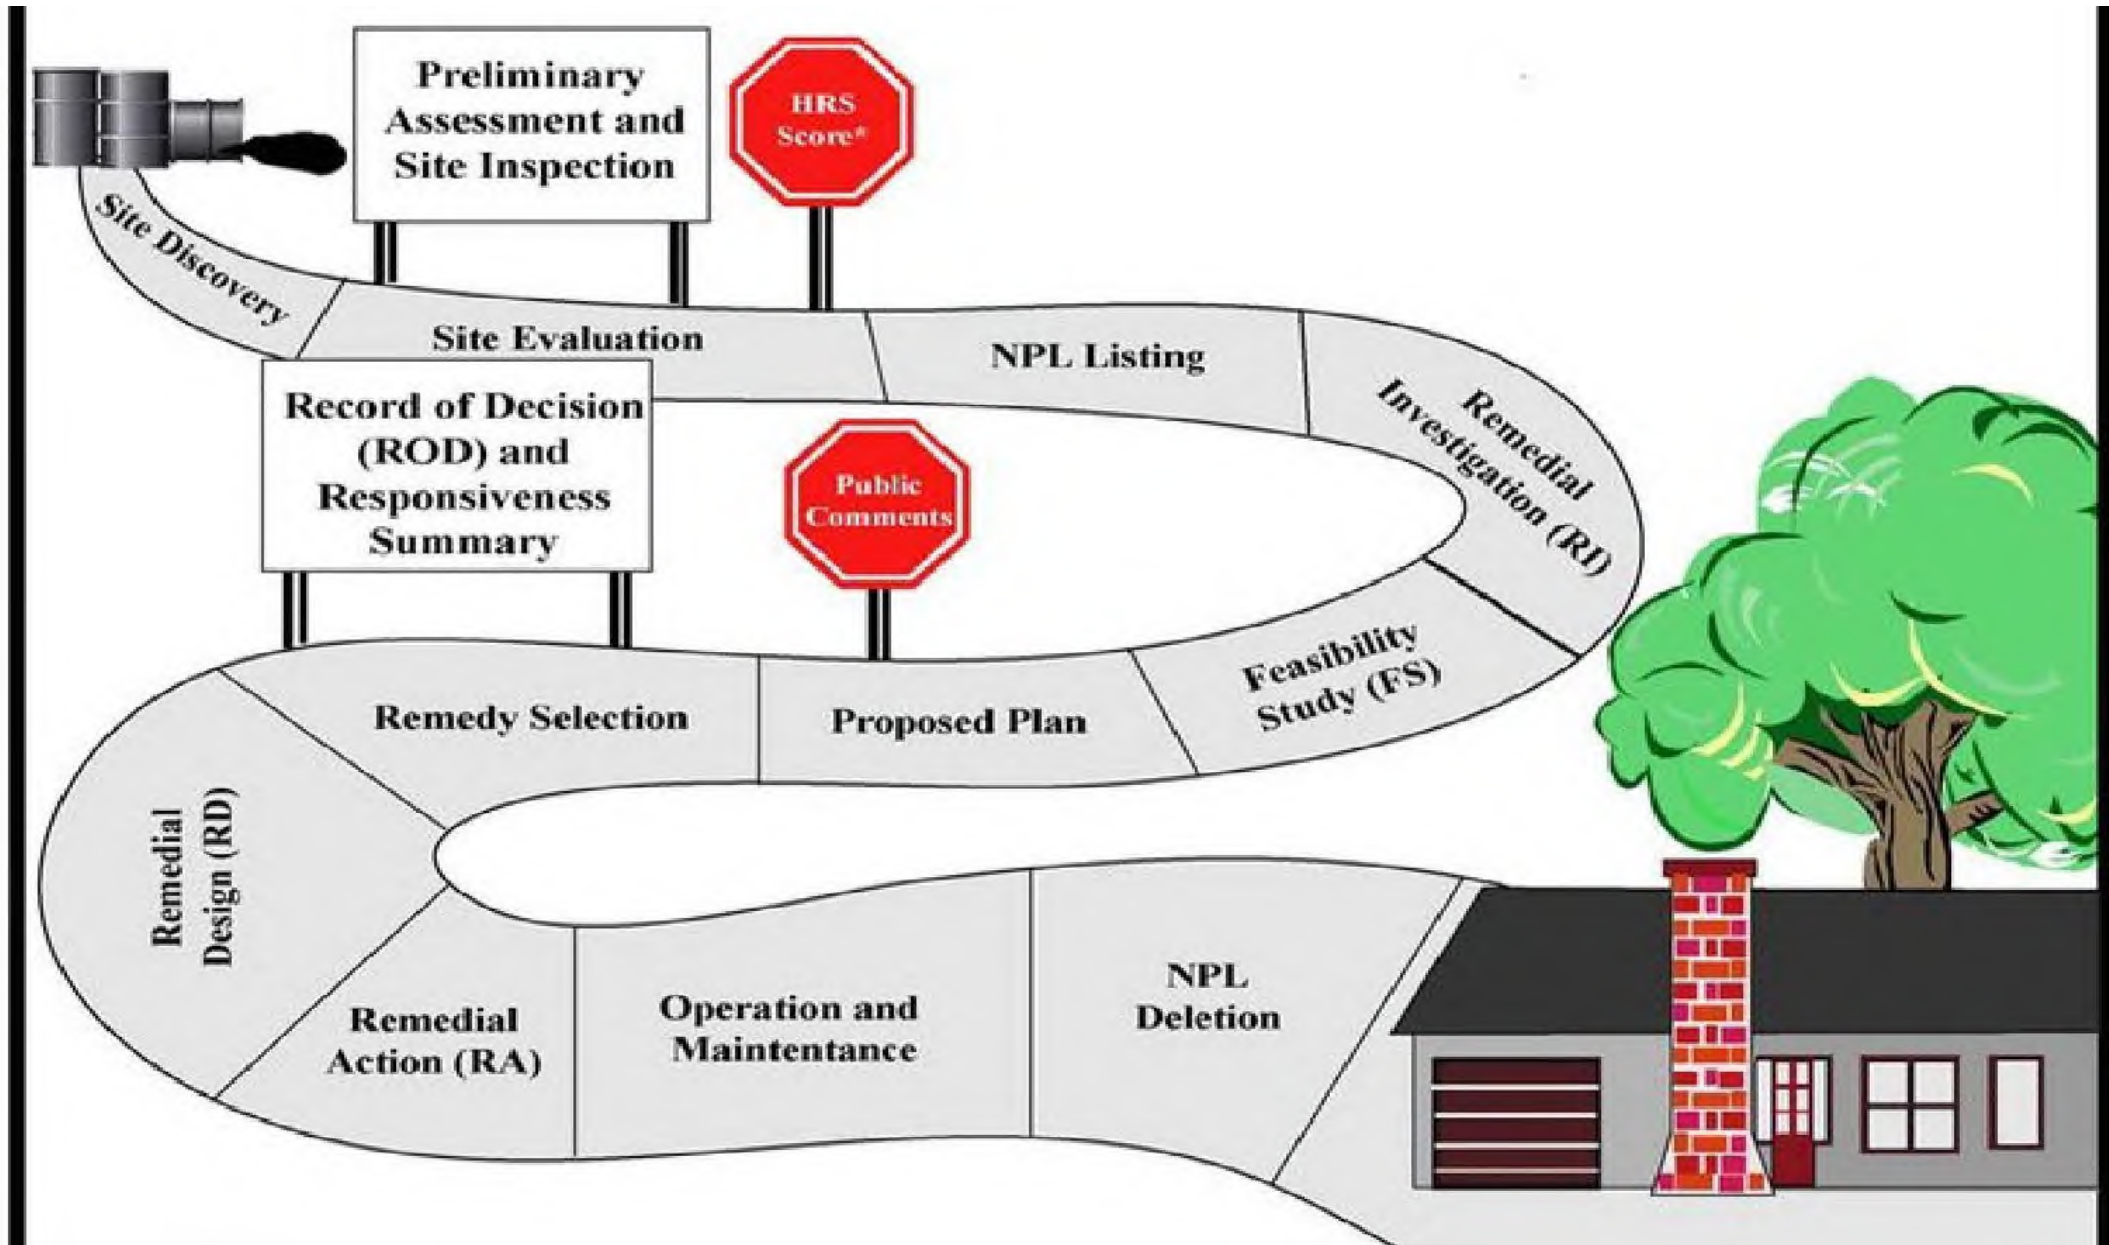 Preliminary
Assessment and
Site Inspection
HRS
Score*
Site Discovery
Site Evaluation
NPL Listing
Remedial
Investigation (RI)
Record of Decision
(ROD) and
Responsiveness
Summary
Public
Comments
Feasibility
Study (FS)
Proposed Plan
Remedy Selection
Remedial
Design (RD)
Remedial
Action (RA)
Operation and
Maintentance
NPL
Deletion